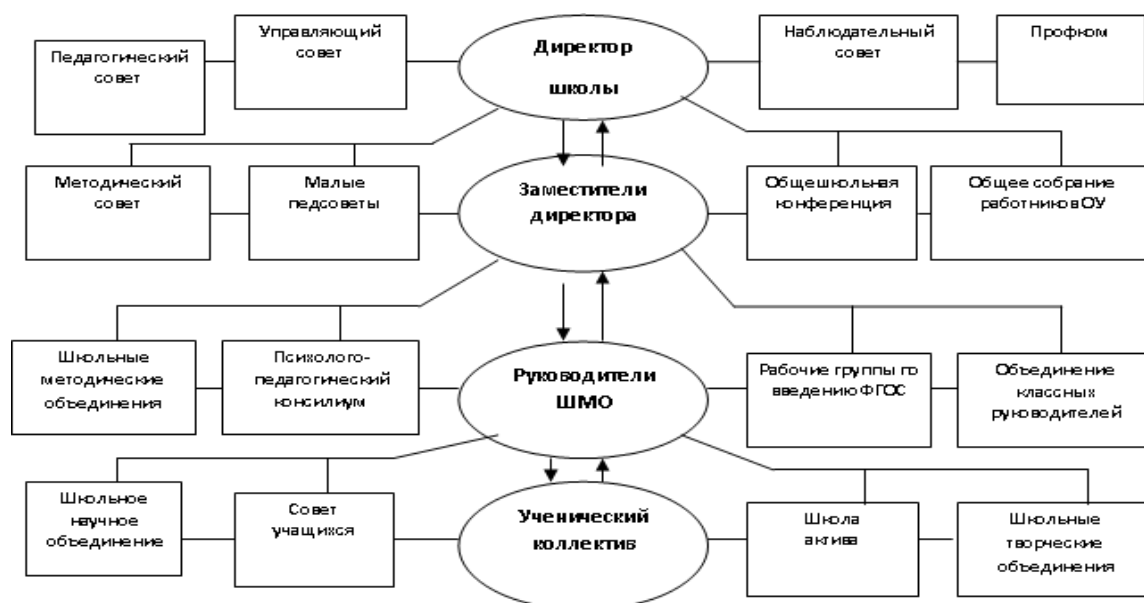 Педагогический
совет
Управляющий
совет
Директор
школы
Наблюдательный
совет
Профком
Методический
совет
Малые
педсоветы
Заместители
директора
Общешкольная
конференция
Общее собрание
работников ОУ
Школьные
методические
объединения
Психолого-
педагогический
консилиум
Руководители
ШМО
Рабочие группы по
введению ФГОС
Объединение
классных
руководителей
Школьное
научное
объединение
Совет
учащихся
Ученический
коллектив
Школа
актива
Школьные
творческие
объединения